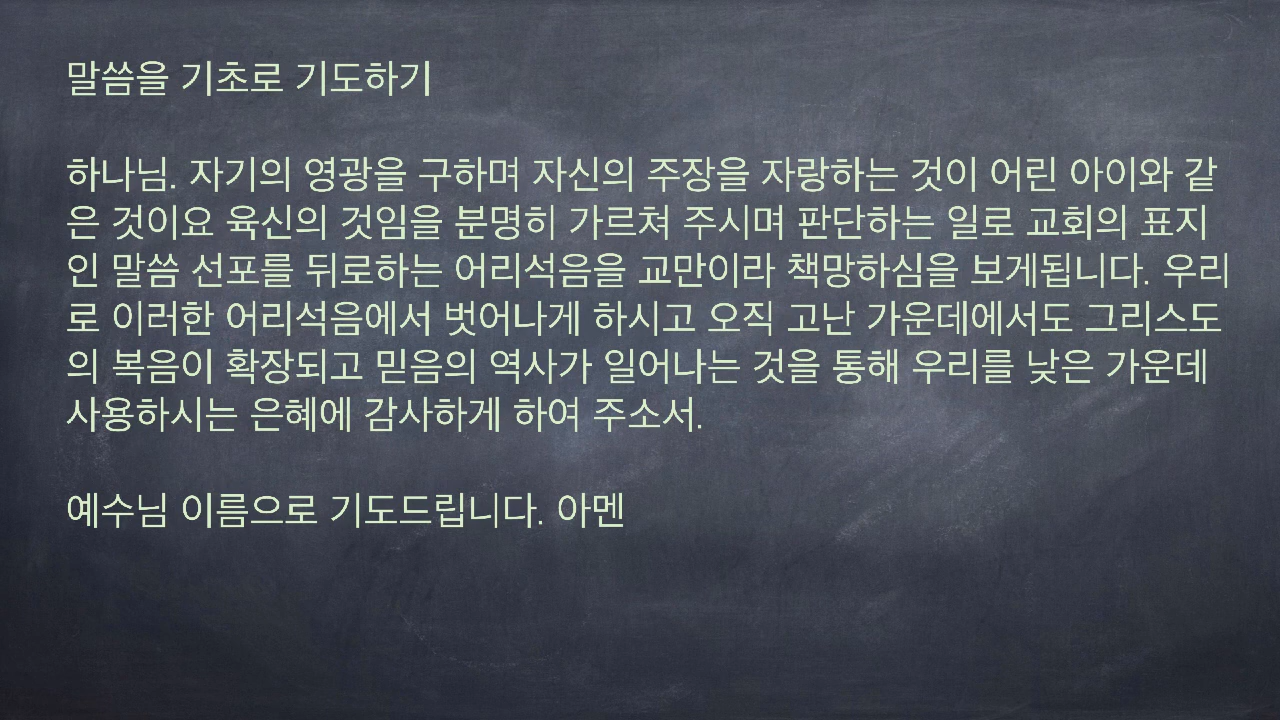 말씀을 기초로 기도하기
하나님. 자기의 영광을 구하며 자신의 주장을 자랑하는 것이 어린 아이와 같
은 것이요 육신의 것임을 분명히 가르쳐 주시며 판단하는 일로 교회의 표지
인 말씀 선포를 뒤로하는 어리석음을 교만이라 책망하심을 보게됩니다. 우리
로 이러한 어리석음에서 벗어나게 하시고 오직 고난 가운데에서도 그리스도
의 복음이 확장되고 믿음의 역사가 일어나는 것을 통해 우리를 낮은 가운데
사용하시는 은혜에 감사하게 하여 주소서.
예수님 이름으로 기도드립니다. 아멘